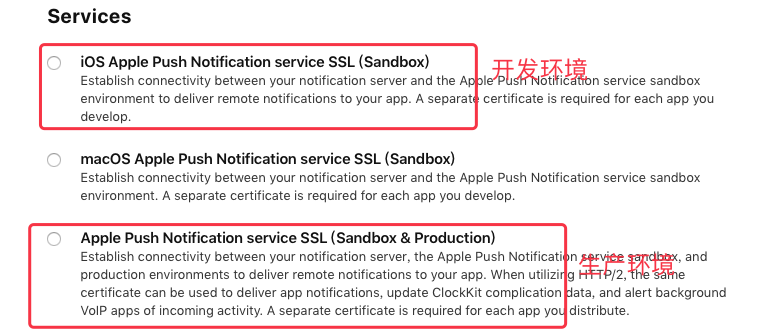 Services
iOS Apple Push Notification service SSL (Sandbox)
开发环境
Establish connectivity between your notification server and the Apple Push Notification service sandbox
environment to deliver remote notifications to your app. A separate certificate is required for each app you
develop.
macOS Apple Push Notification service SSL (Sandbox)
Establish connectivity between your notification server and the Apple Push Notification service sandbox
environment. A separate certificate is required for each app you develop.
Apple Push Notification service SSL (Sandbox & Production)
生产环境
Establish connectivity between your notification server, the Apple Push Notification service sandbox, and
production environments to deliver remote notifications to your app. When utilizing HTTP/2, the same
certificate can be used to deliver app notifications, update ClockKit complication data, and alert background
VoIP apps of incoming activity. A separate certificate is required for each app you distribute.